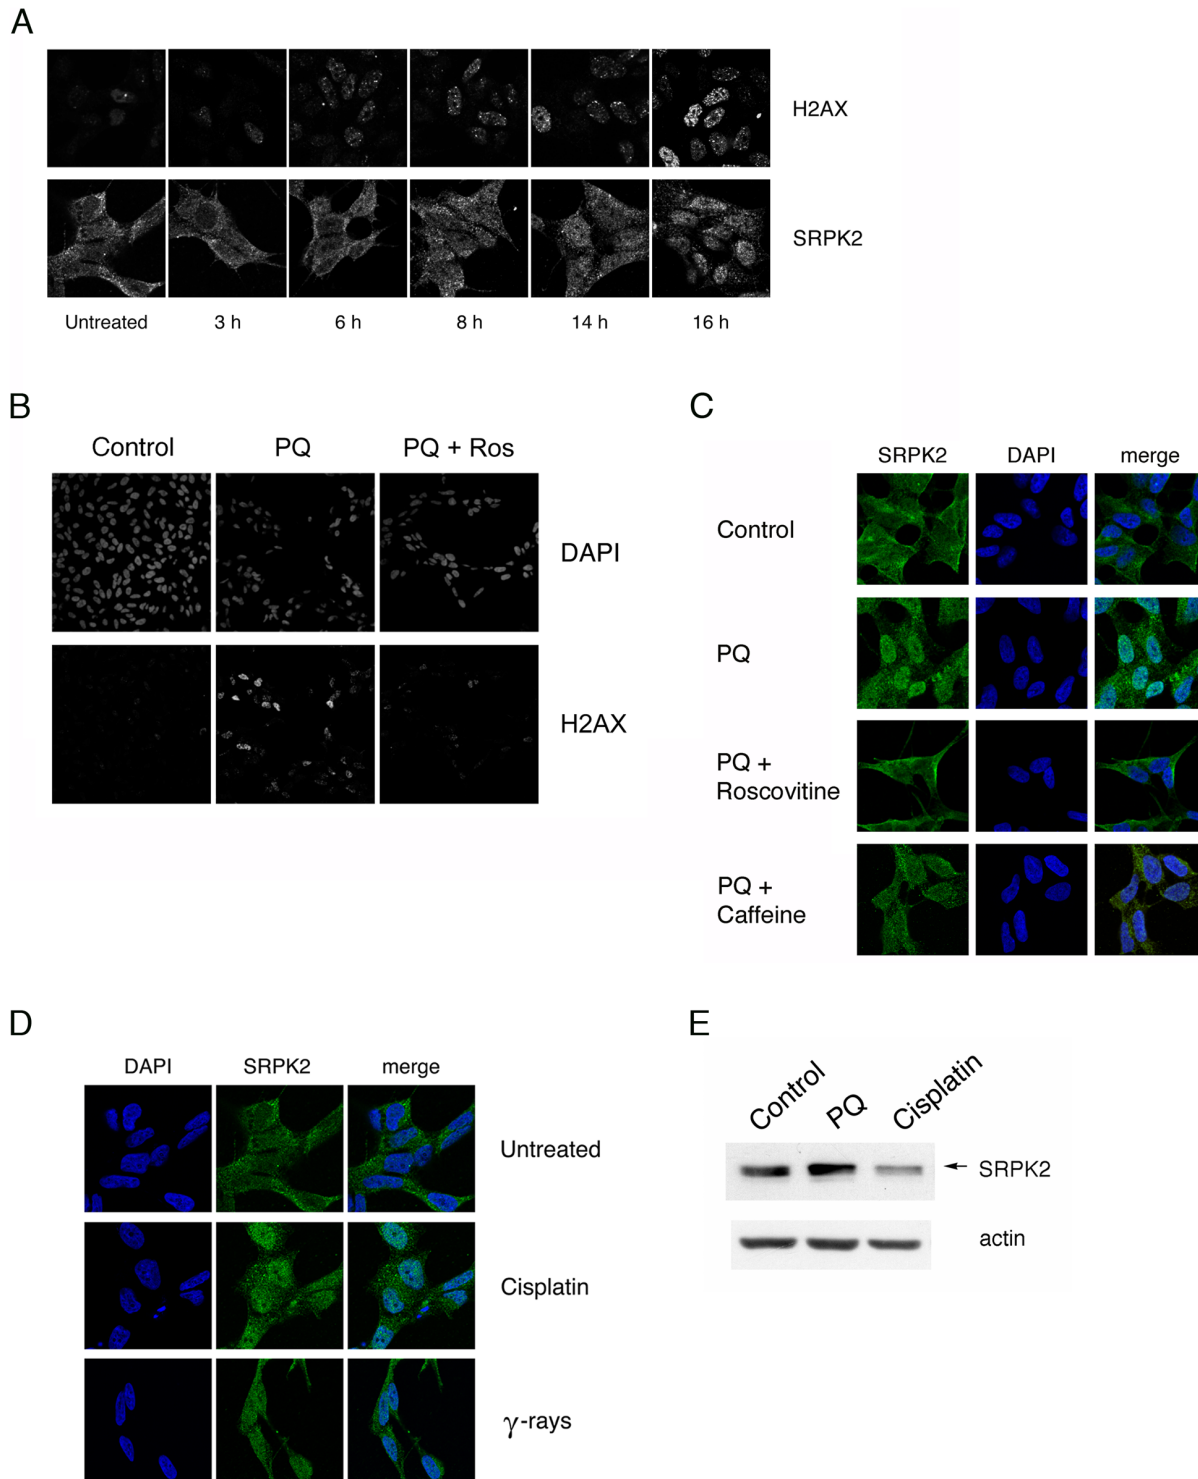 A
H2AX
SRPK2
Untreated 3 h 6 h 8 h 14 h 16 h
B
Control PQ PQ + Ros
DAPI
H2AX
C
SRPK2 DAPI merge
Control
PQ
PQ +
Roscovitine
PQ +
Caffeine
D
DAPI SRPK2 merge
Untreated
Cisplatin
γ-rays
E
Control PQ Cisplatin
SRPK2
actin